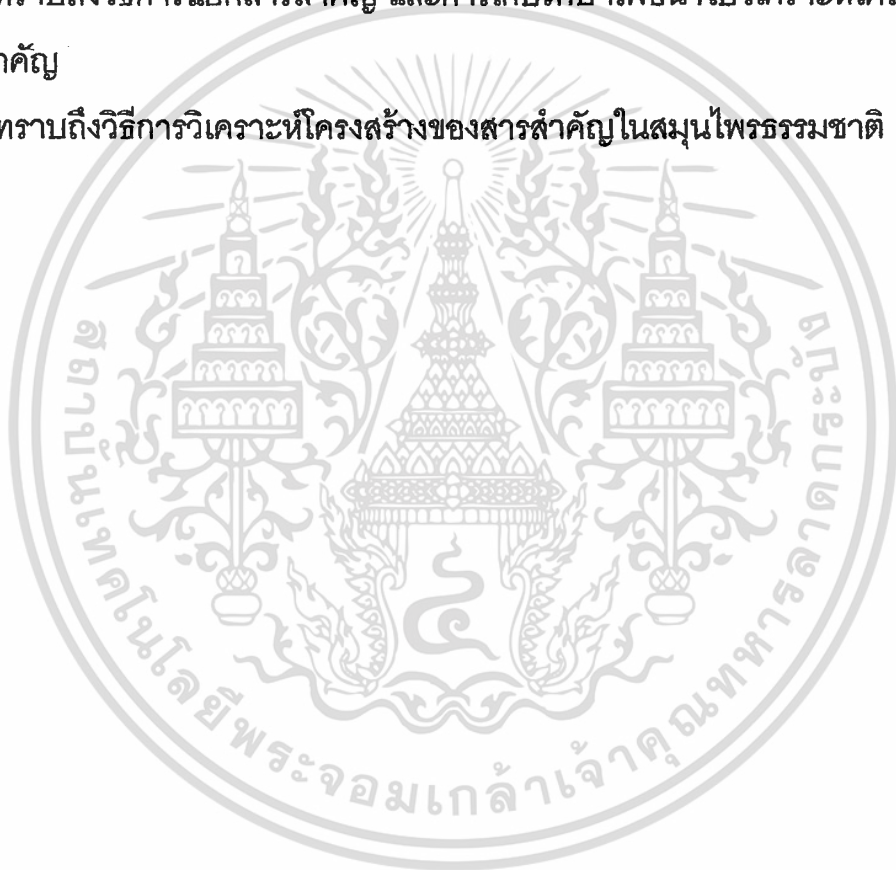 สำคัญ
ทราบถึงวิธีการวิเคราะห์โครงสร้างของสารสำคัญในสมุนไพรธรรมชาติ
สถาบันเทคโนโลยีพระจอมเกล้าเจ้าคุณทหารลาดกระบัง
๔